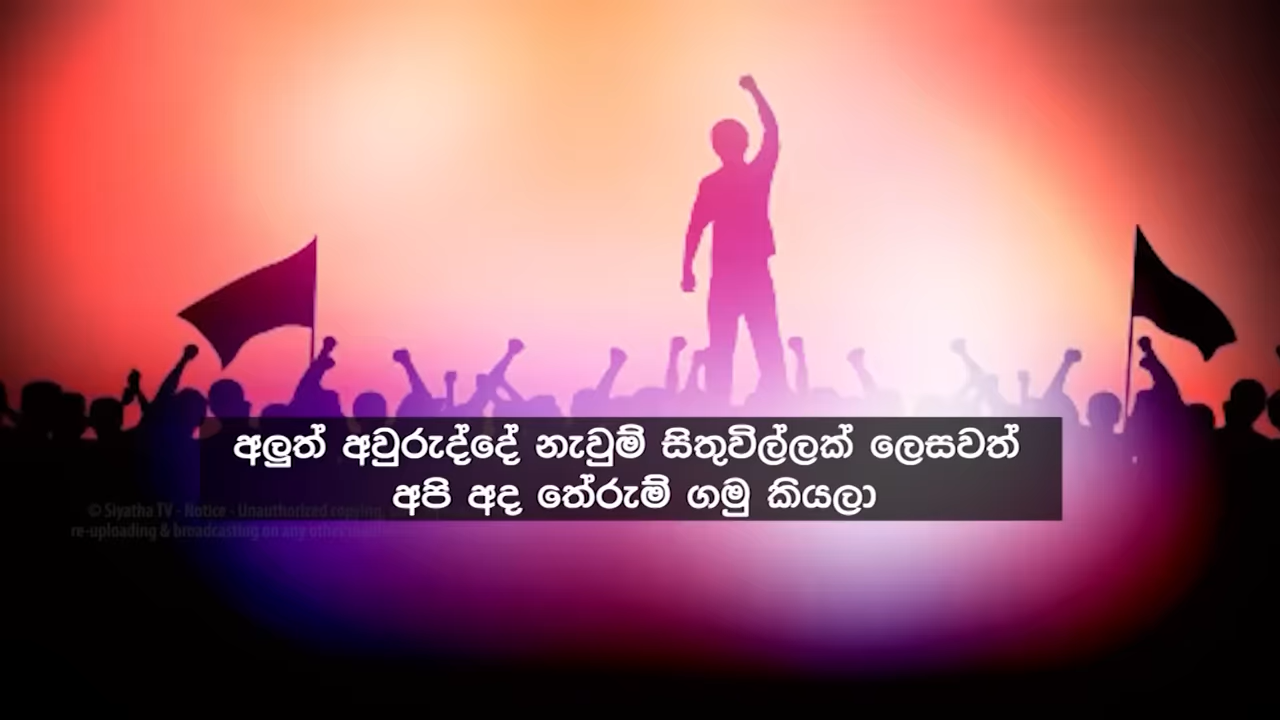 අලුත් අවුරුද්දේ නැවුම් සිතුවිල්ලක් ලෙසවත්
අපි අද තේරුම් ගමු කියලා
© Siyatha TV - Notice - Unauthorized copying,
re-uploading & broadcasting on any other